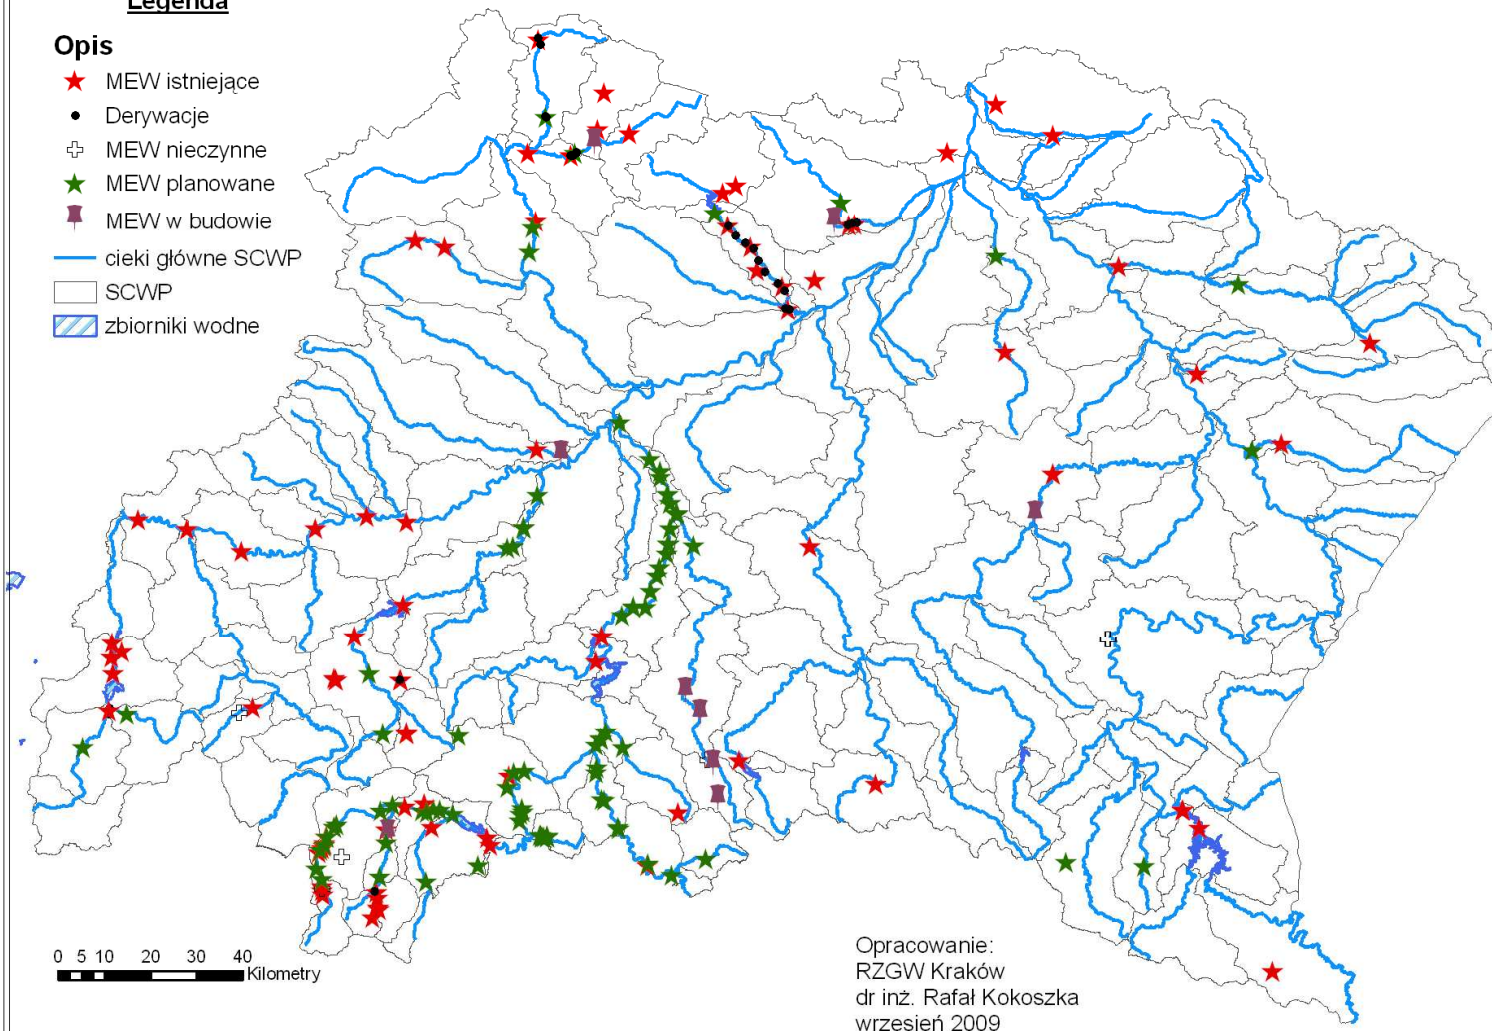 Legenda
Opis
MEW istniejące
Derywacje
MEW nieczynne
MEW planowane
MEW w budowie
cieki główne SCWP
SCWP
zbiorniki wodne
0 5 10 20 30 40
Kilometry
Opracowanie:
RZGW Kraków
dr inż. Rafał Kokoszka
wrzesień 2009